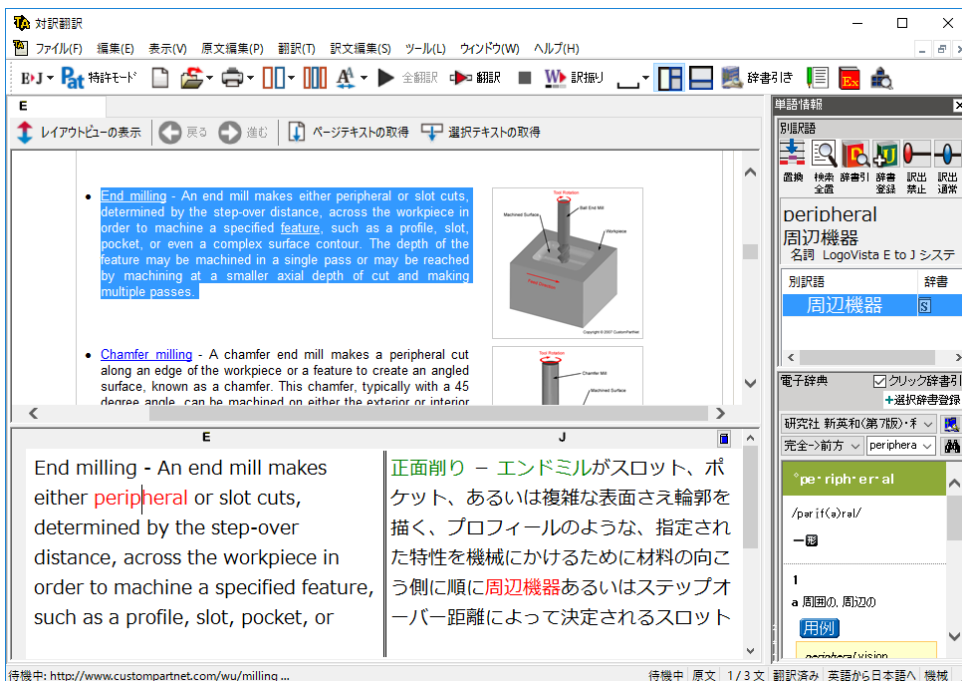 対訳翻訳
ファイル(F) 編集(E) 表示(V) 原文編集(P) 翻訳(T) 訳文編集(S) ツール(L) ウィンドウ(W) ヘルプ(H)
E›J Pat 特許モード 全翻訳 翻訳 W 訳振り 辞書引き Ex
E
レイアウトビューの表示 戻る 進む ページテキストの取得 選択テキストの取得
End milling - An end mill makes either peripheral or slot cuts,
determined by the step-over distance, across the workpiece in
order to machine a specified feature, such as a profile, slot,
pocket, or even a complex surface contour. The depth of the
feature may be machined in a single pass or may be reached
by machining at a smaller axial depth of cut and making
multiple passes.
Tool Rotation
Ball End Mill
Machined Surface
Workpiece
Copyright © 2007 CustomPartNet
Chamfer milling - A chamfer end mill makes a peripheral cut
along an edge of the workpiece or a feature to create an angled
surface, known as a chamfer. This chamfer, typically with a 45
degree angle, can be machined on either the exterior or interior
Tool Rotation
Chamfer Mill
Machined Surface
E
End milling - An end mill makes
either peripheral or slot cuts,
determined by the step-over
distance, across the workpiece in
order to machine a specified feature,
such as a profile, slot, pocket, or
J
正面削り − エンドミルがスロット、ポ
ケット、あるいは複雑な表面さえ輪郭を
描く、プロフィールのような、指定され
た特性を機械にかけるために材料の向こ
う側に順に周辺機器あるいはステップオ
ーバー距離によって決定されるスロット
単語情報
別訳語
置換 検索全置 辞書引 辞書登録 訳出禁止 訳出通常
peripheral
周辺機器
名詞 LogoVista E to J システ
別訳語 辞書
周辺機器 S
電子辞典 クリック辞書引
+選択辞書登録
研究社 新英和(第7版)・
完全->前方 periphera
°pe·riph·er·al
/pəríf(ə)rəl/
―形
1
a 周囲の, 周辺の
用例
peripheral vision
待機中: http://www.custompartnet.com/wu/milling ...
待機中 原文 1/3文 翻訳済み 英語から日本語へ 機械